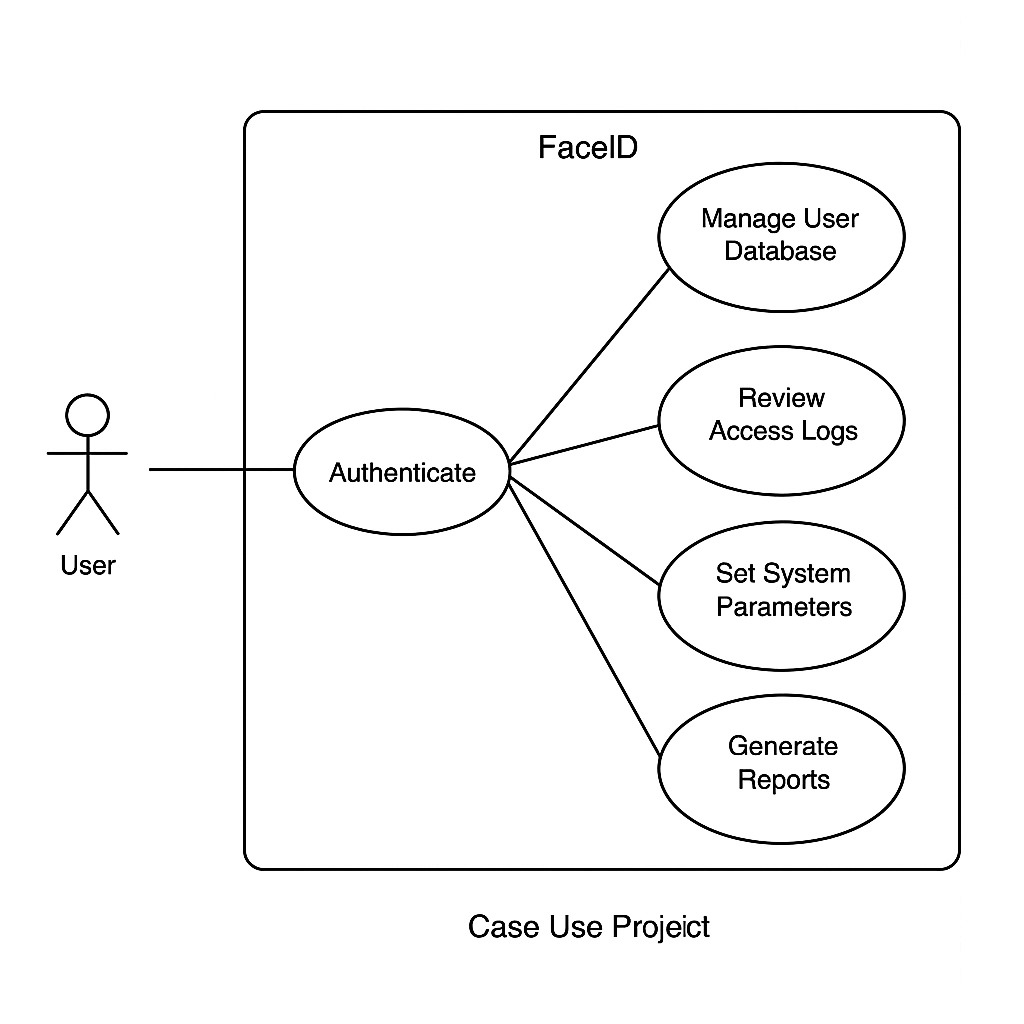 FaceID
Manage User
Database
Review
Access Logs
Authenticate
Set System
Parameters
User
Generate
Reports
Case Use Projeict